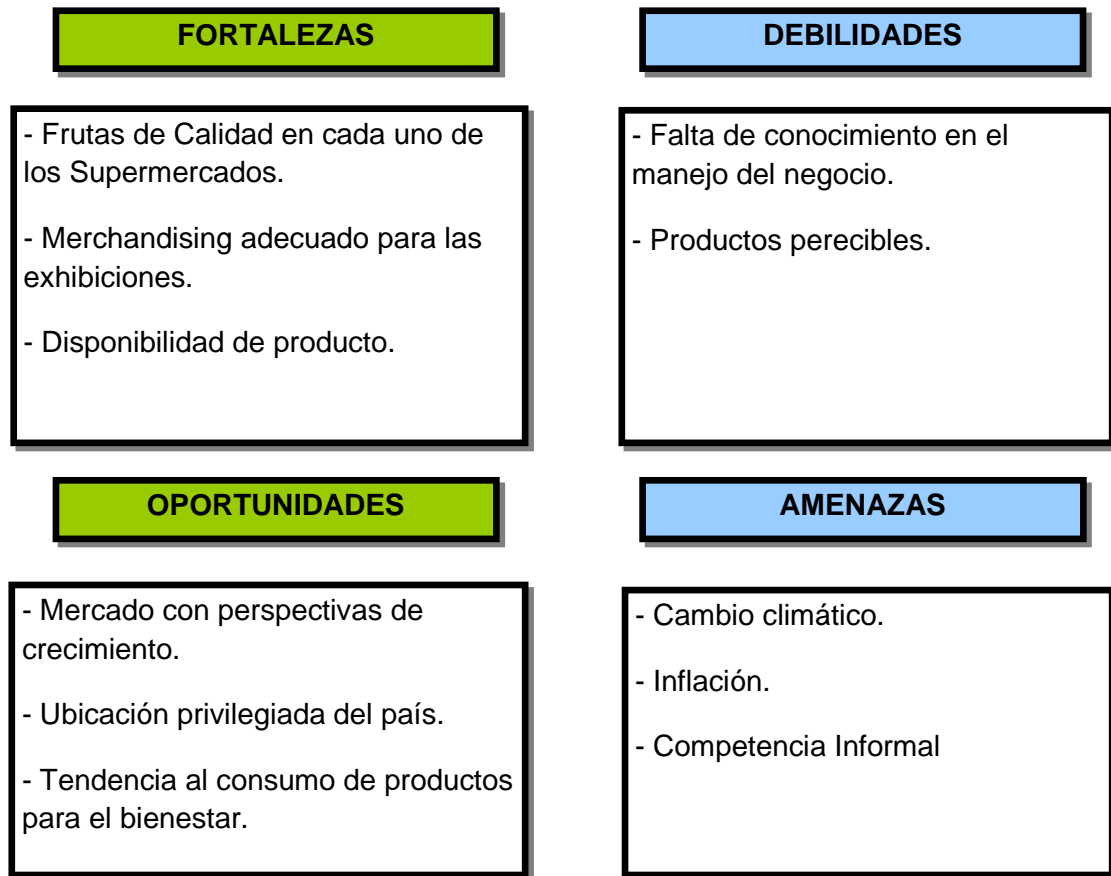 FORTALEZAS
- Frutas de Calidad en cada uno de
los Supermercados.
- Merchandising adecuado para las
exhibiciones.
- Disponibilidad de producto.
DEBILIDADES
- Falta de conocimiento en el
manejo del negocio.
- Productos perecibles.
OPORTUNIDADES
- Mercado con perspectivas de
crecimiento.
- Ubicación privilegiada del país.
- Tendencia al consumo de productos
para el bienestar.
AMENAZAS
- Cambio climático.
- Inflación.
- Competencia Informal